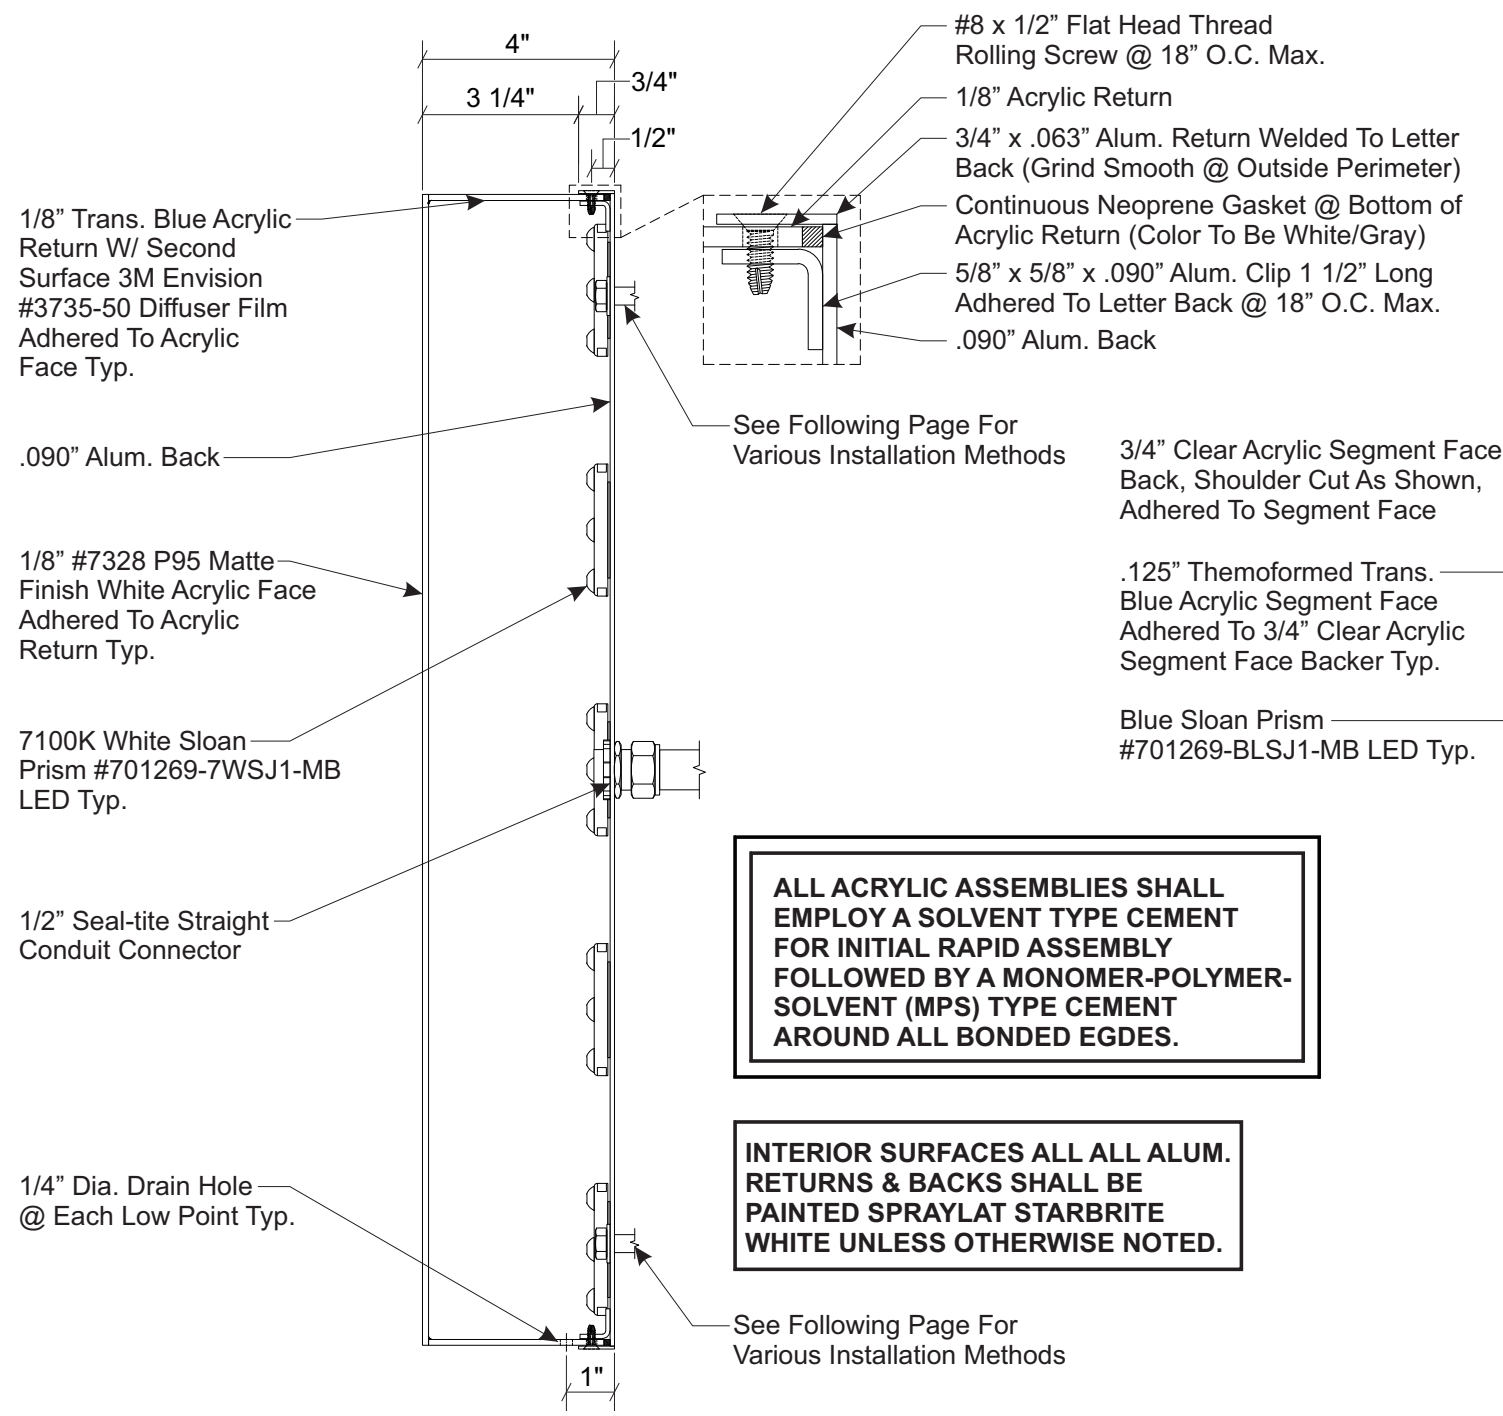 4"
3/4"
3 1/4"
1/2"
#8 x 1/2” Flat Head Thread
Rolling Screw @ 18” O.C. Max.
1/8” Acrylic Return
3/4” x .063” Alum. Return Welded To Letter
Back (Grind Smooth @ Outside Perimeter)
Continuous Neoprene Gasket @ Bottom of
Acrylic Return (Color To Be White/Gray)
5/8” x 5/8” x .090” Alum. Clip 1 1/2” Long
Adhered To Letter Back @ 18” O.C. Max.
.090” Alum. Back
1/8” Trans. Blue Acrylic
Return W/ Second
Surface 3M Envision
#3735-50 Diffuser Film
Adhered To Acrylic
Face Typ.
.090” Alum. Back
1/8” #7328 P95 Matte
Finish White Acrylic Face
Adhered To Acrylic
Return Typ.
7100K White Sloan
Prism #701269-7WSJ1-MB
LED Typ.
1/2” Seal-tite Straight
Conduit Connector
1/4” Dia. Drain Hole
@ Each Low Point Typ.
1"
See Following Page For
Various Installation Methods
3/4” Clear Acrylic Segment Face
Back, Shoulder Cut As Shown,
Adhered To Segment Face
.125” Themoformed Trans.
Blue Acrylic Segment Face
Adhered To 3/4” Clear Acrylic
Segment Face Backer Typ.
Blue Sloan Prism
#701269-BLSJ1-MB LED Typ.
ALL ACRYLIC ASSEMBLIES SHALL
EMPLOY A SOLVENT TYPE CEMENT
FOR INITIAL RAPID ASSEMBLY
FOLLOWED BY A MONOMER-POLYMER-
SOLVENT (MPS) TYPE CEMENT
AROUND ALL BONDED EGDES.
INTERIOR SURFACES ALL ALL ALUM.
RETURNS & BACKS SHALL BE
PAINTED SPRAYLAT STARBRITE
WHITE UNLESS OTHERWISE NOTED.
See Following Page For
Various Installation Methods